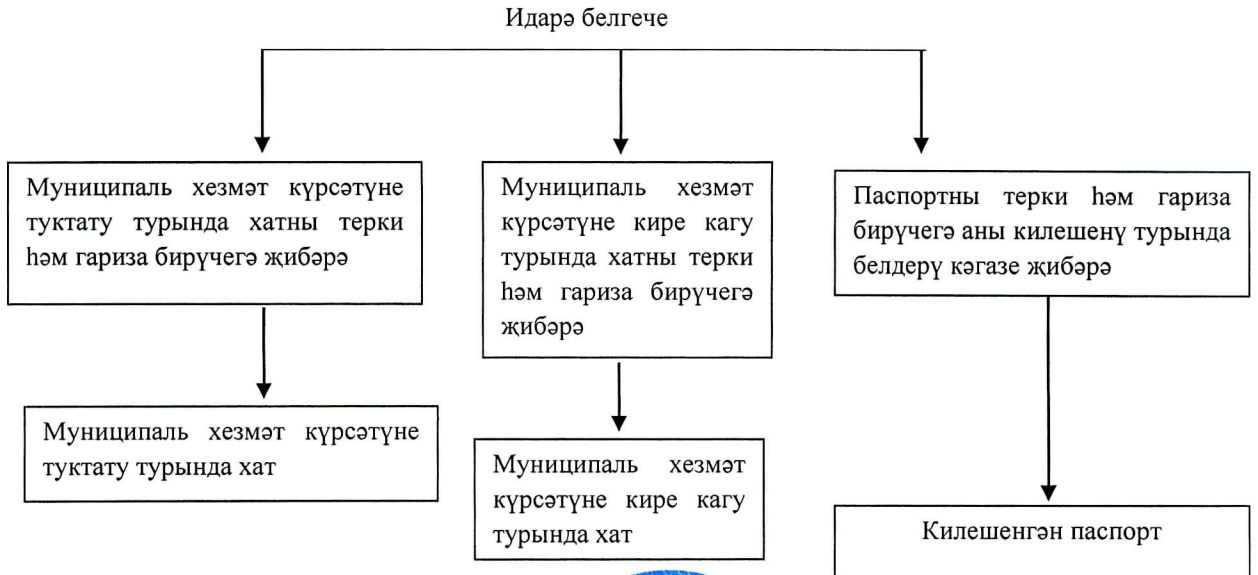 Идарә белгече
Муниципаль хезмәт күрсәтүне
туктату турында хатны терки
һәм гариза бирүчегә җибәрә
Муниципаль хезмәт
күрсәтүне кире кагу
турында хатны терки
һәм гариза бирүчегә
җибәрә
Паспортны терки һәм гариза
бирүчегә аны килешенү турында
белдерү кәгазе җибәрә
Муниципаль хезмәт күрсәтүне
туктату турында хат
Муниципаль хезмәт
күрсәтүне кире кагу
турында хат
Килешенгән паспорт